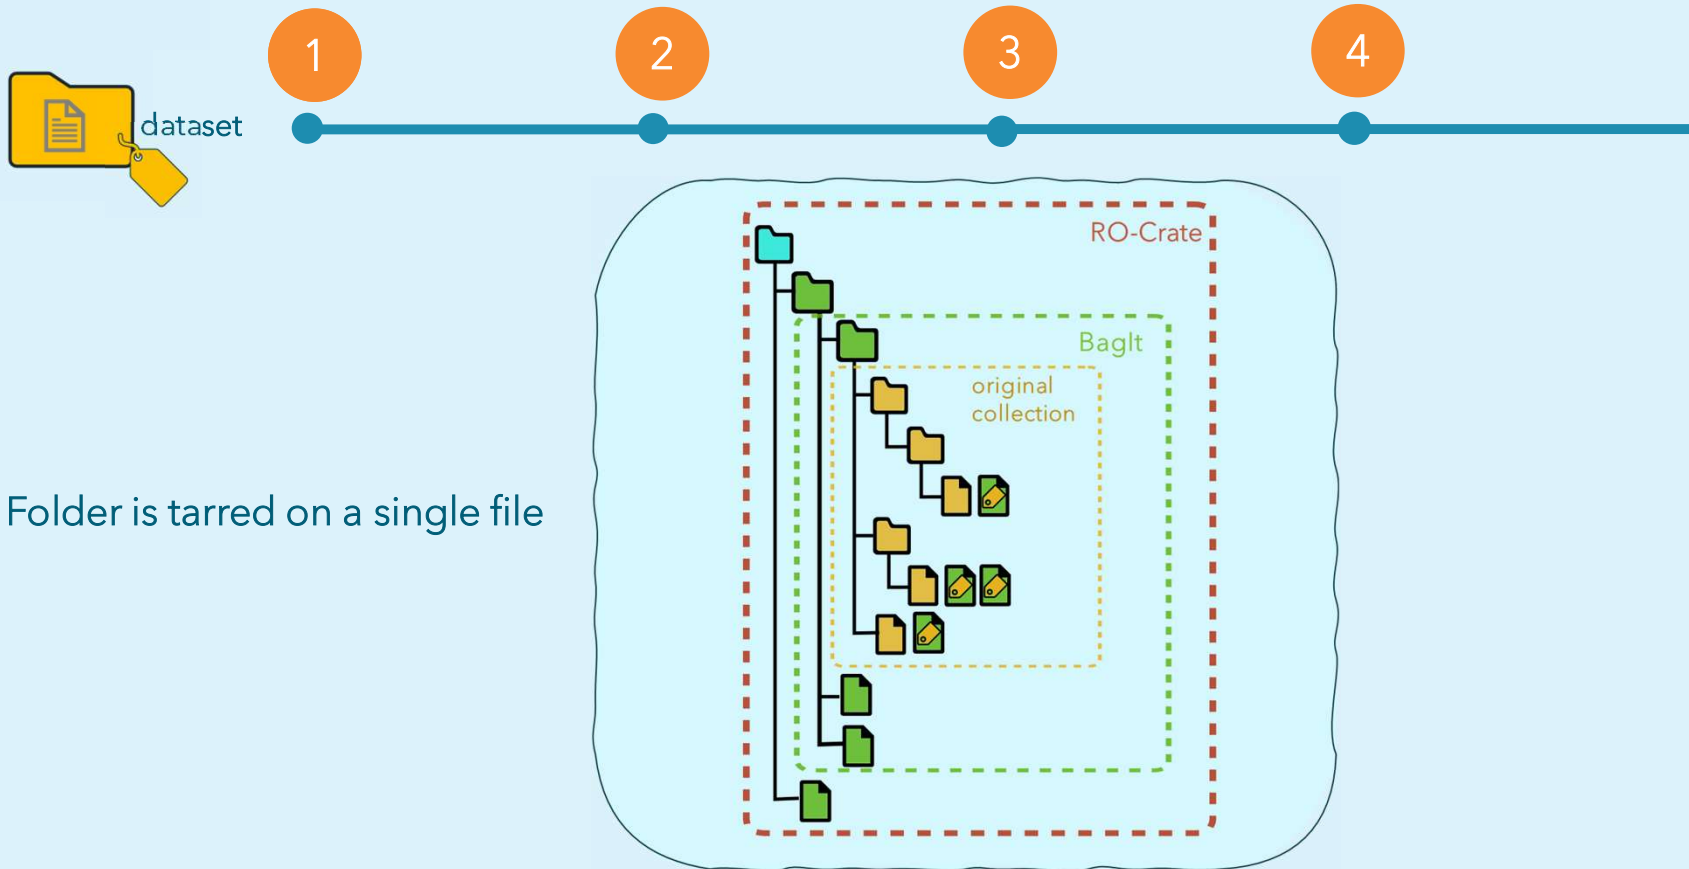 1
2
3
4
dataset
RO-Crate
BagIt
original
collection
Folder is tarred on a single file